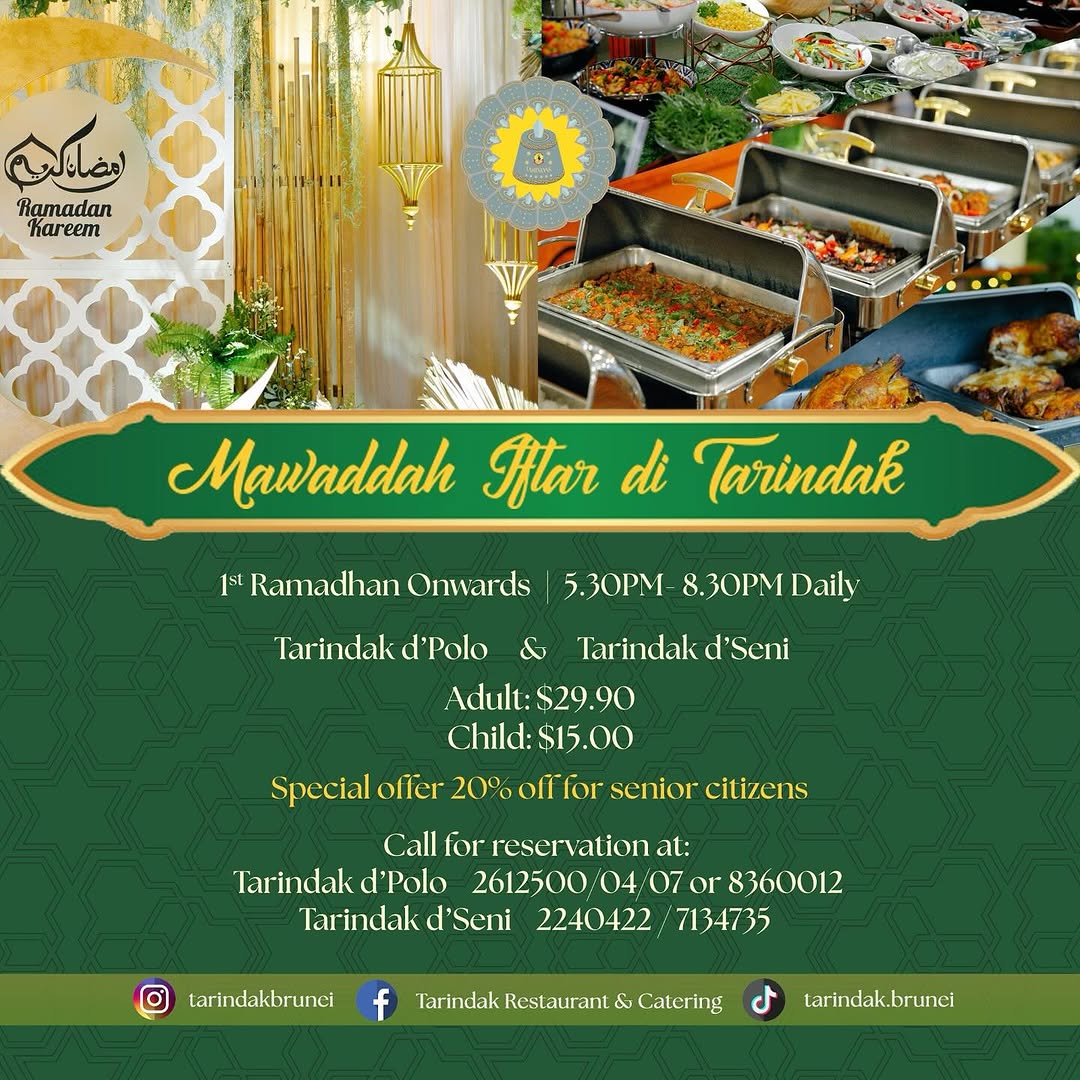 رمضان كريم
Ramadan
Kareem
TARINDAK
Mawaddah Iftar di Tarindak
1st Ramadhan Onwards | 5.30PM- 8.30PM Daily
Tarindak d'Polo & Tarindak d'Seni
Adult: $29.90
Child: $15.00
Special offer 20% off for senior citizens
Call for reservation at:
Tarindak d'Polo 2612500/04/07 or 8360012
Tarindak d'Seni 2240422 / 7134735
tarindakbrunei Tarindak Restaurant & Catering tarindak.brunei